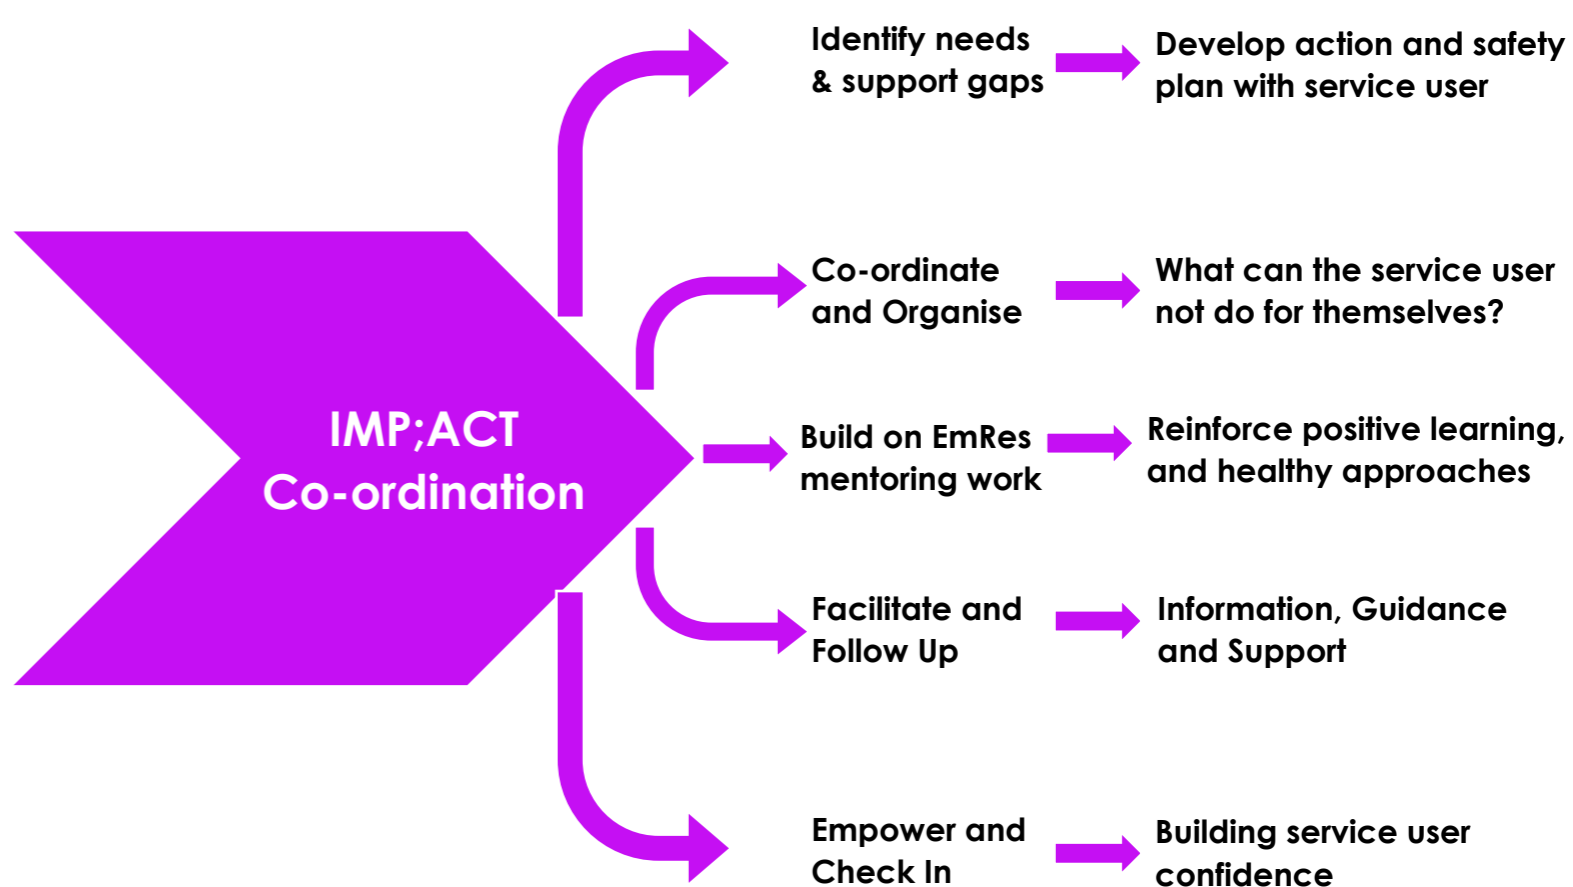 Identify needs
& support gaps
Develop action and safety
plan with service user
Co-ordinate
and Organise
What can the service user
not do for themselves?
IMP;ACT
Co-ordination
Build on EmRes
mentoring work
Reinforce positive learning,
and healthy approaches
Facilitate and
Follow Up
Information, Guidance
and Support
Empower and
Check In
Building service user
confidence